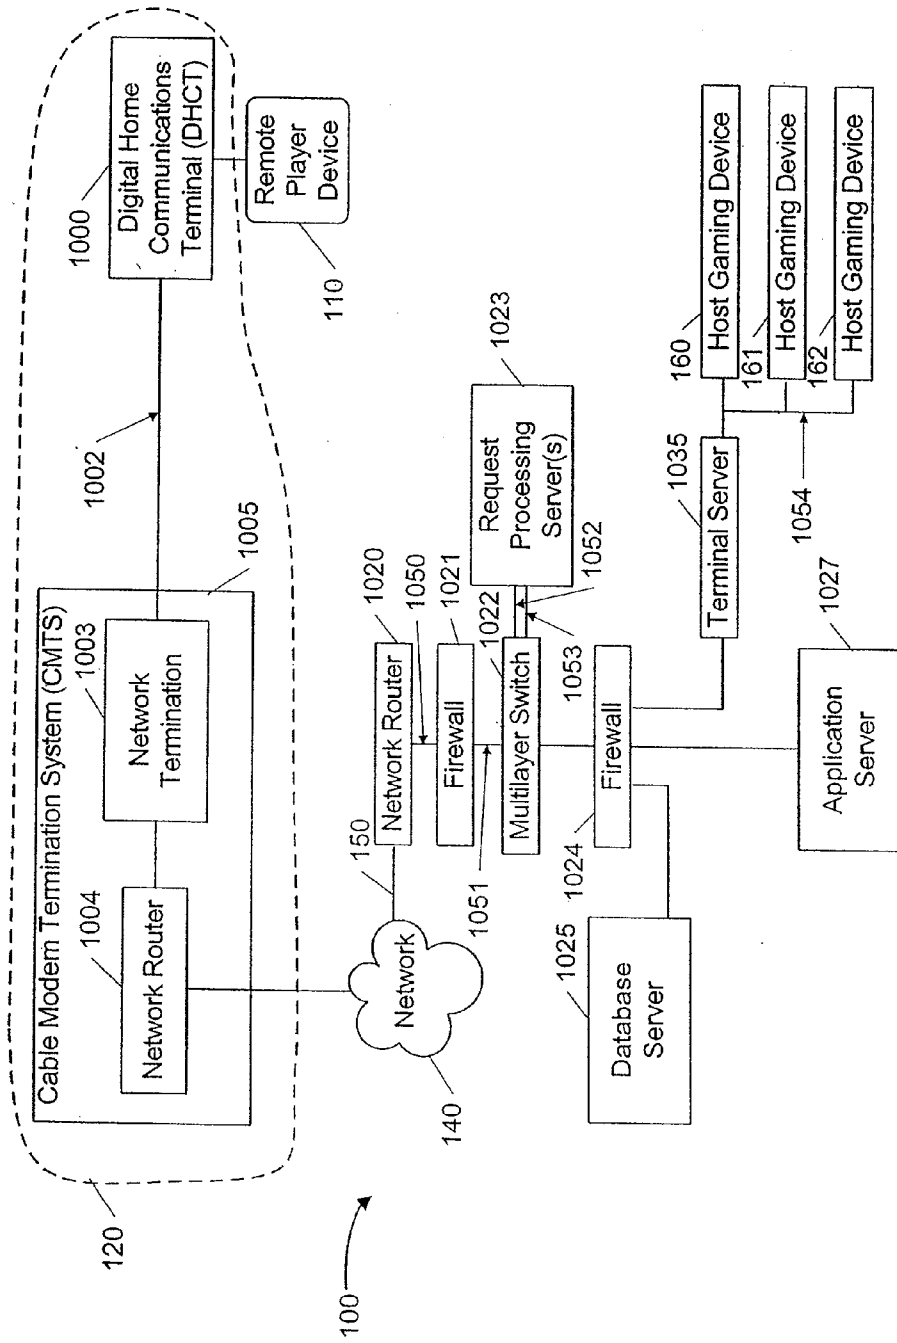 120
Cable Modem Termination System (CMTS)
1004
Network Router
1003
Network
Termination
1005
1002
1000
Digital Home
Communications
Terminal (DHCT)
Remote
Player
Device
110
100
140
Network
150
Network Router
1020
1050
Firewall
1021
1051
Multilayer Switch
1022
1052
1053
Request
Processing
Server(s)
1023
1024
Firewall
1025
Database
Server
Application
Server
1027
Terminal Server
1035
1054
160
Host Gaming Device
161
Host Gaming Device
162
Host Gaming Device